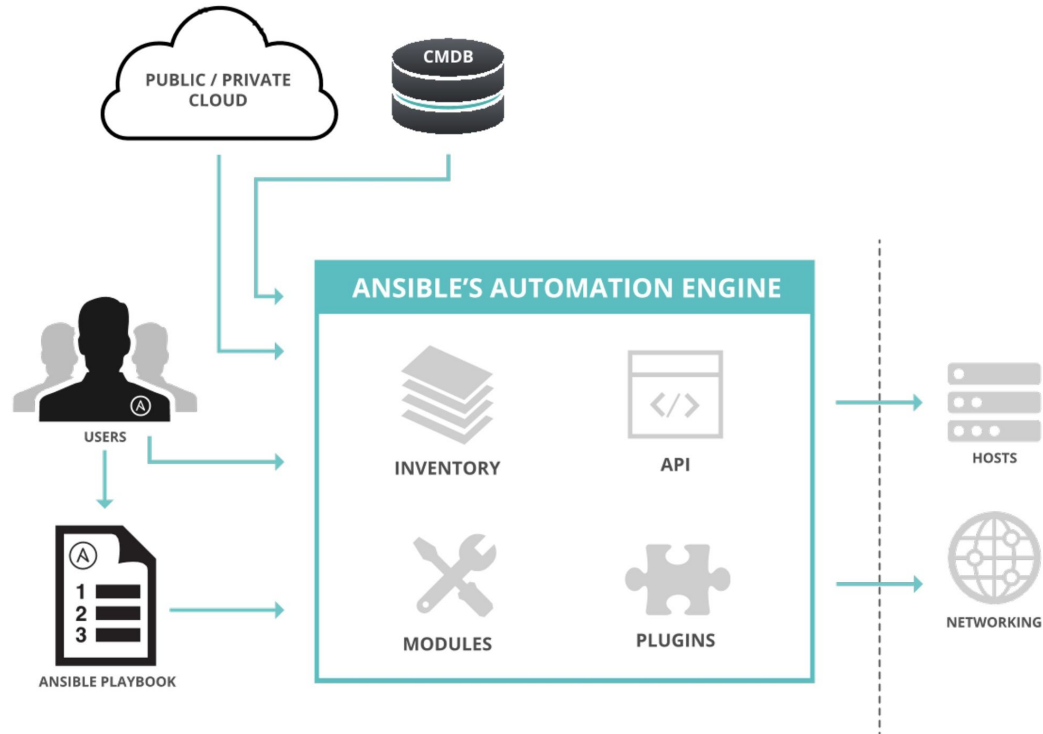 PUBLIC / PRIVATE
CLOUD
CMDB
ANSIBLE'S AUTOMATION ENGINE
USERS
INVENTORY
API
HOSTS
A
1
2
3
MODULES
PLUGINS
NETWORKING
ANSIBLE PLAYBOOK